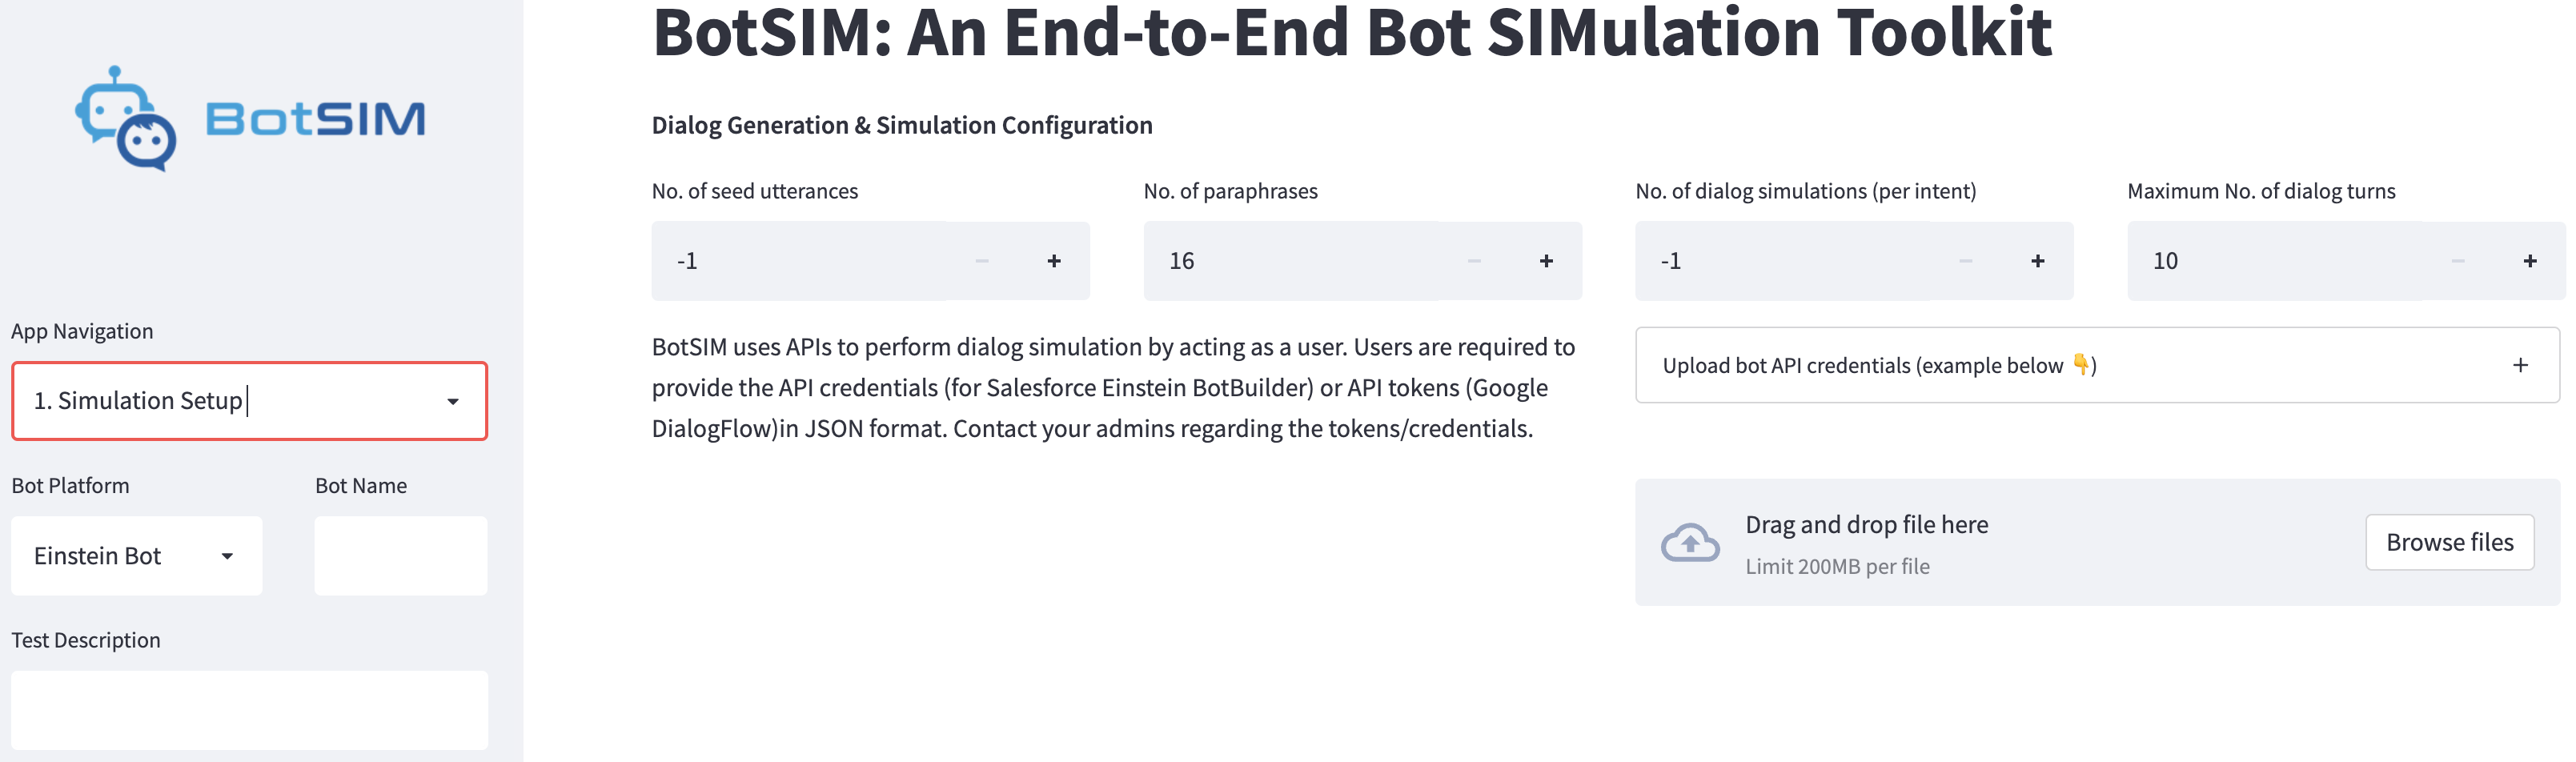 BotSIM
App Navigation
1. Simulation Setup
Bot Platform
Bot Name
Einstein Bot
Test Description
BotSIM: An End-to-End Bot SIMulation Toolkit
Dialog Generation & Simulation Configuration
No. of seed utterances
No. of paraphrases
No. of dialog simulations (per intent)
Maximum No. of dialog turns
-1
16
-1
10
BotSIM uses APIs to perform dialog simulation by acting as a user. Users are required to
provide the API credentials (for Salesforce Einstein BotBuilder) or API tokens (Google
DialogFlow)in JSON format. Contact your admins regarding the tokens/credentials.
Upload bot API credentials (example below 👇)
Drag and drop file here
Limit 200MB per file
Browse files